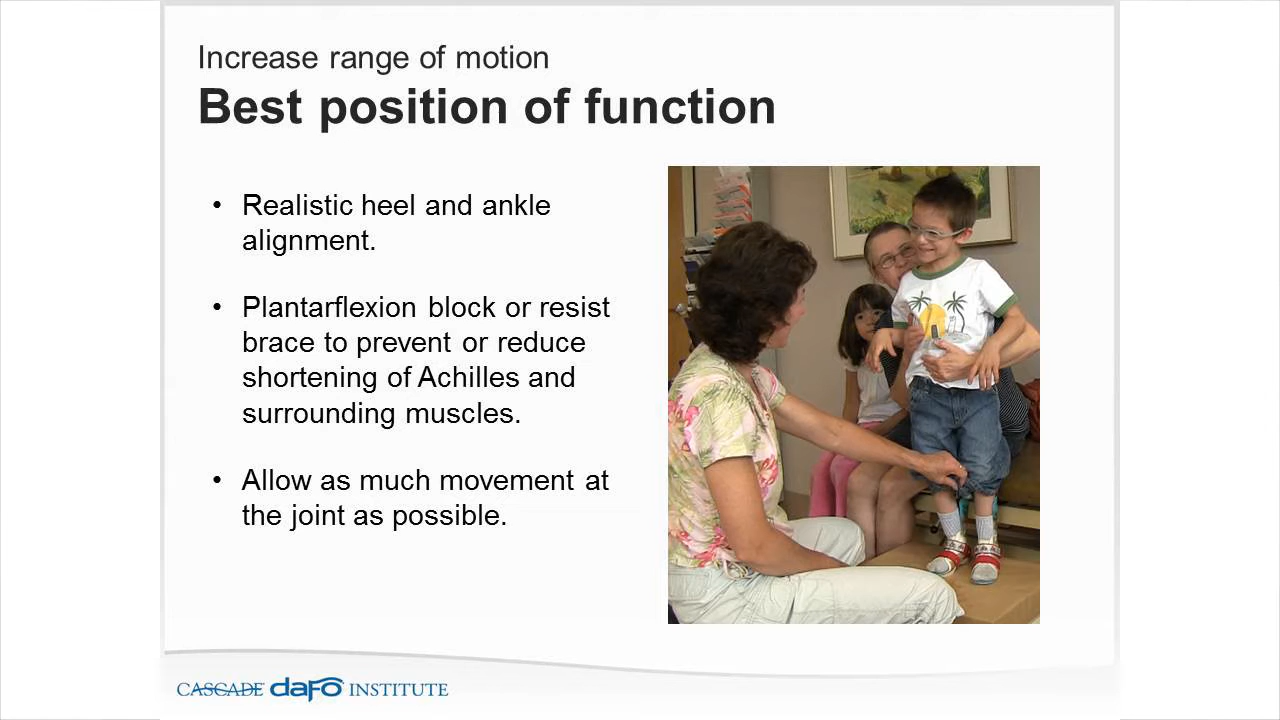 Increase range of motion
Best position of function
• Realistic heel and ankle
alignment.
• Plantarflexion block or resist
brace to prevent or reduce
shortening of Achilles and
surrounding muscles.
• Allow as much movement at
the joint as possible.
CASCADE dafo INSTITUTE